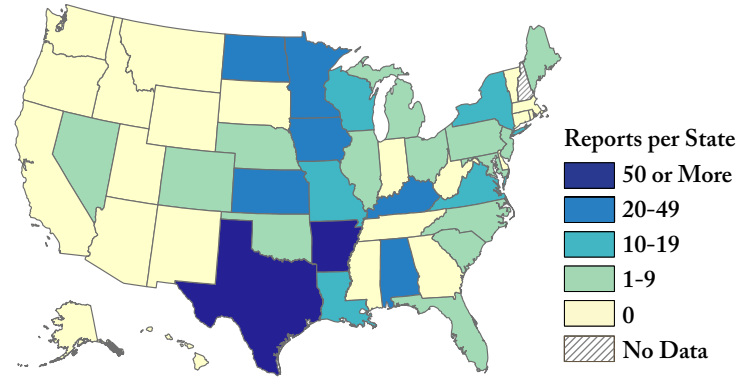 Reports per State
50 or More
20-49
10-19
1-9
0
No Data